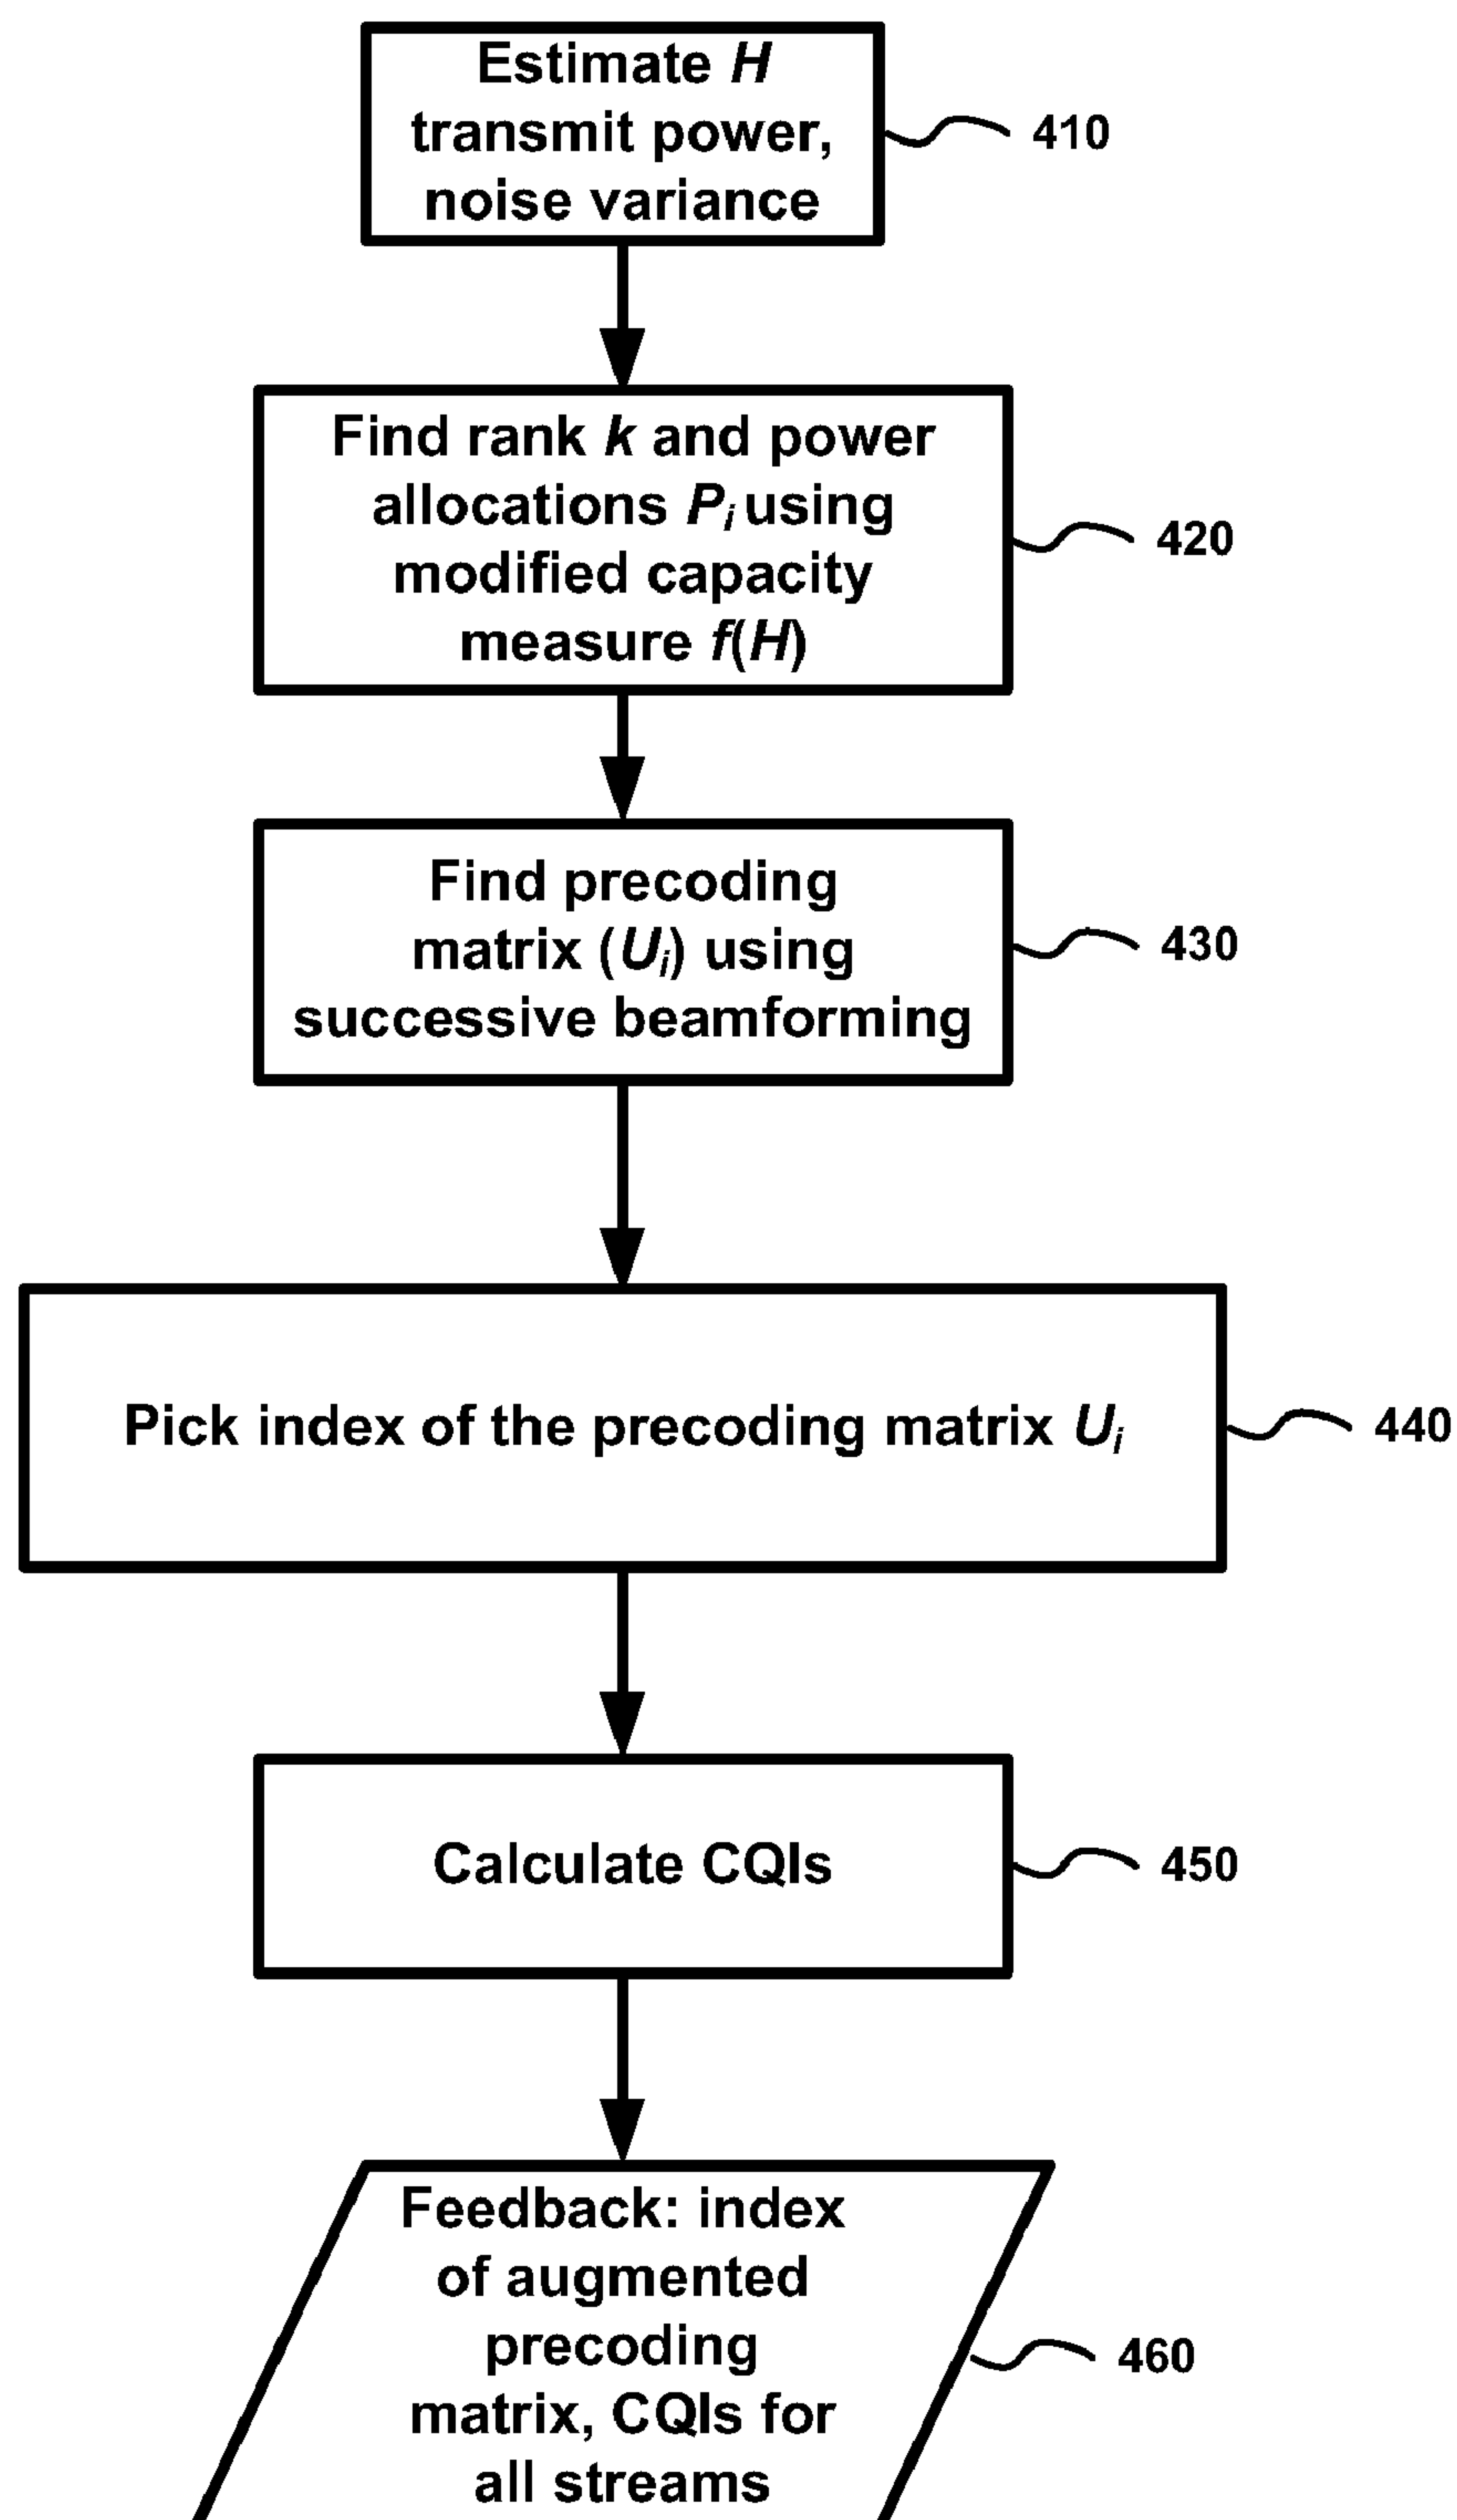 Estimate H
transmit power,
noise variance
410
Find rank k and power
allocations Pi using
modified capacity
measure f(H)
420
Find precoding
matrix (Ui) using
successive beamforming
430
Pick index of the precoding matrix Ui
440
Calculate CQIs
450
Feedback: index
of augmented
precoding
matrix, CQIs for
all streams
460